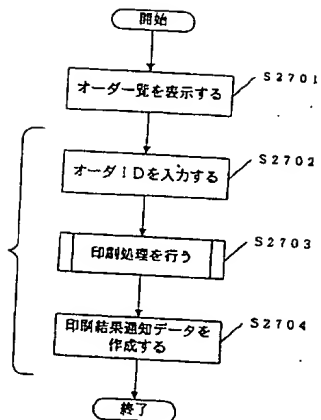 開始
オーダ一覧を表示する
S2701
オーダIDを入力する
S2702
印刷処理を行う
S2703
印刷結果通知データを
作成する
S2704
終了